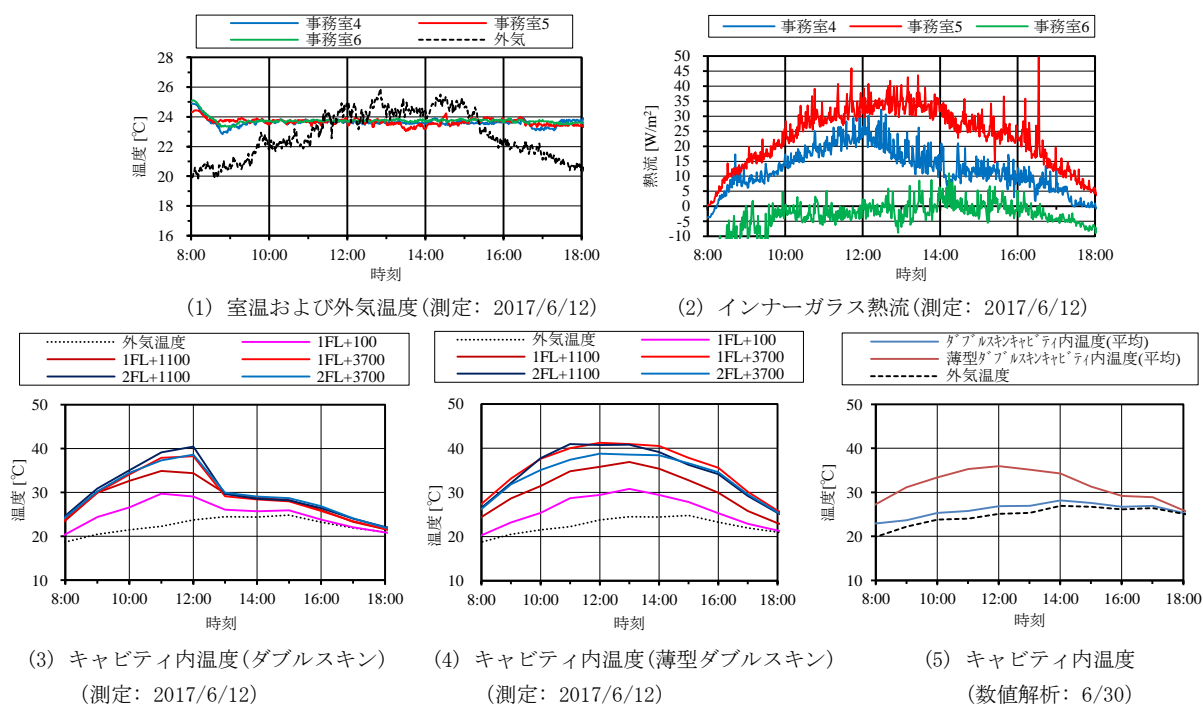 事務室4 事務室5
事務室6 外気
28
26
24
22
20
18
16
温度 [℃]
8:00 10:00 12:00 14:00 16:00 18:00
時刻
(1) 室温および外気温度(測定: 2017/6/12)
事務室4 事務室5 事務室6
50
45
40
35
30
25
20
15
10
5
0
-5
-10
熱流 [W/m²]
8:00 10:00 12:00 14:00 16:00 18:00
時刻
(2) インナーガラス熱流(測定: 2017/6/12)
外気温度 1FL+100
1FL+1100 1FL+3700
2FL+1100 2FL+3700
50
40
30
20
10
温度 [℃]
8:00 10:00 12:00 14:00 16:00 18:00
時刻
(3) キャビティ内温度(ダブルスキン)
(測定: 2017/6/12)
外気温度 1FL+100
1FL+1100 1FL+3700
2FL+1100 2FL+3700
50
40
30
20
10
温度 [℃]
8:00 10:00 12:00 14:00 16:00 18:00
時刻
(4) キャビティ内温度(薄型ダブルスキン)
(測定: 2017/6/12)
ﾀﾞﾌﾞﾙｽｷﾝｷｬﾋﾞﾃｨ内温度(平均)
薄型ﾀﾞﾌﾞﾙｽｷﾝｷｬﾋﾞﾃｨ内温度(平均)
外気温度
50
40
30
20
10
温度[℃]
8:00 10:00 12:00 14:00 16:00 18:00
時刻
(5) キャビティ内温度
(数値解析: 6/30)